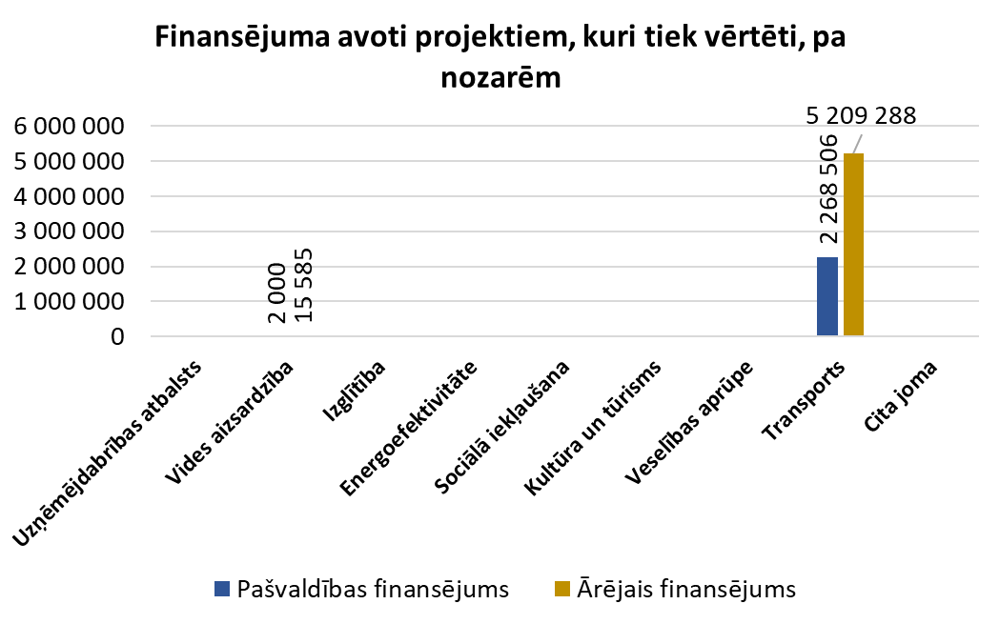 Finansējuma avoti projektiem, kuri tiek vērtēti, pa
nozarēm
6 000 000
5 000 000
4 000 000
3 000 000
2 000 000
1 000 000
0
2 000
15 585
2 268 506
5 209 288
Uzņēmējdabrības atbalsts
Vides aizsardzība
Izglītība
Energoefektivitāte
Sociālā iekļaušana
Kultūra un tūrisms
Veselības aprūpe
Transports
Cita joma
Pašvaldības finansējums
Ārējais finansējums